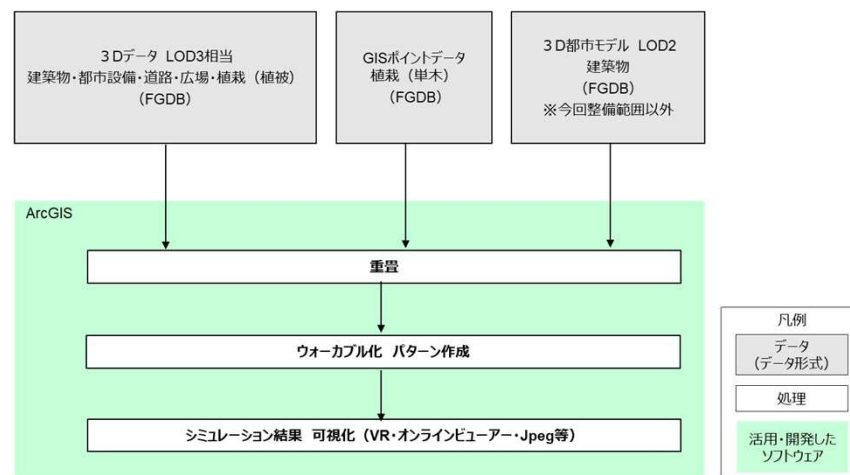 ３Dデータ LOD3相当
建築物・都市設備・道路・広場・植栽（植被）
（FGDB）
GISポイントデータ
植栽（単木）
（FGDB）
３D都市モデル LOD2
建築物
（FGDB）
※今回整備範囲以外
ArcGIS
重畳
ウォーカブル化 パターン作成
シミュレーション結果 可視化（VR・オンラインビューアー・Jpeg等）
凡例
データ
（データ形式）
処理
活用・開発した
ソフトウェア